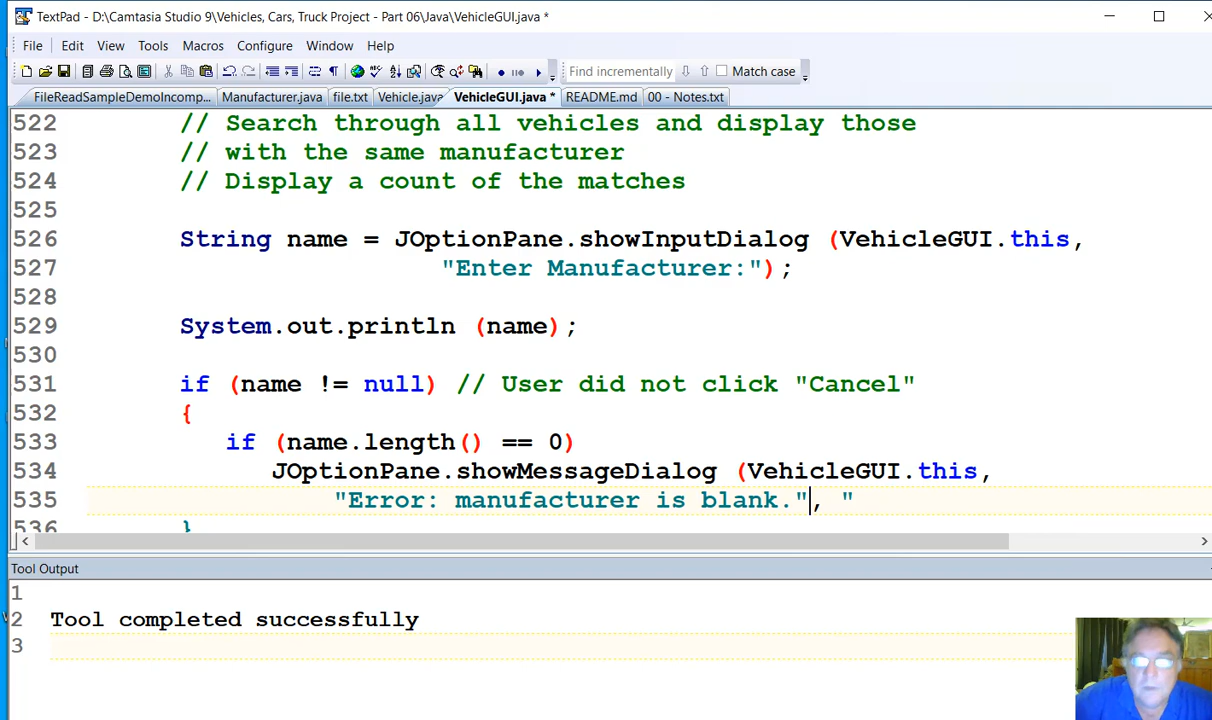 TextPad - D:\Camtasia Studio 9\Vehicles, Cars, Truck Project - Part 06\Java\VehicleGUI.java *
File Edit View Tools Macros Configure Window Help
Find incrementally Match case
FileReadSampleDemoIncomp... Manufacturer.java file.txt Vehicle.java VehicleGUI.java * README.md 00 - Notes.txt
522 // Search through all vehicles and display those
523 // with the same manufacturer
524 // Display a count of the matches
525
526 String name = JOptionPane.showInputDialog (VehicleGUI.this,
527 "Enter Manufacturer:");
528
529 System.out.println (name);
530
531 if (name != null) // User did not click "Cancel"
532 {
533 if (name.length() == 0)
534 JOptionPane.showMessageDialog (VehicleGUI.this,
535 "Error: manufacturer is blank.", "
536 }
Tool Output
1
2 Tool completed successfully
3